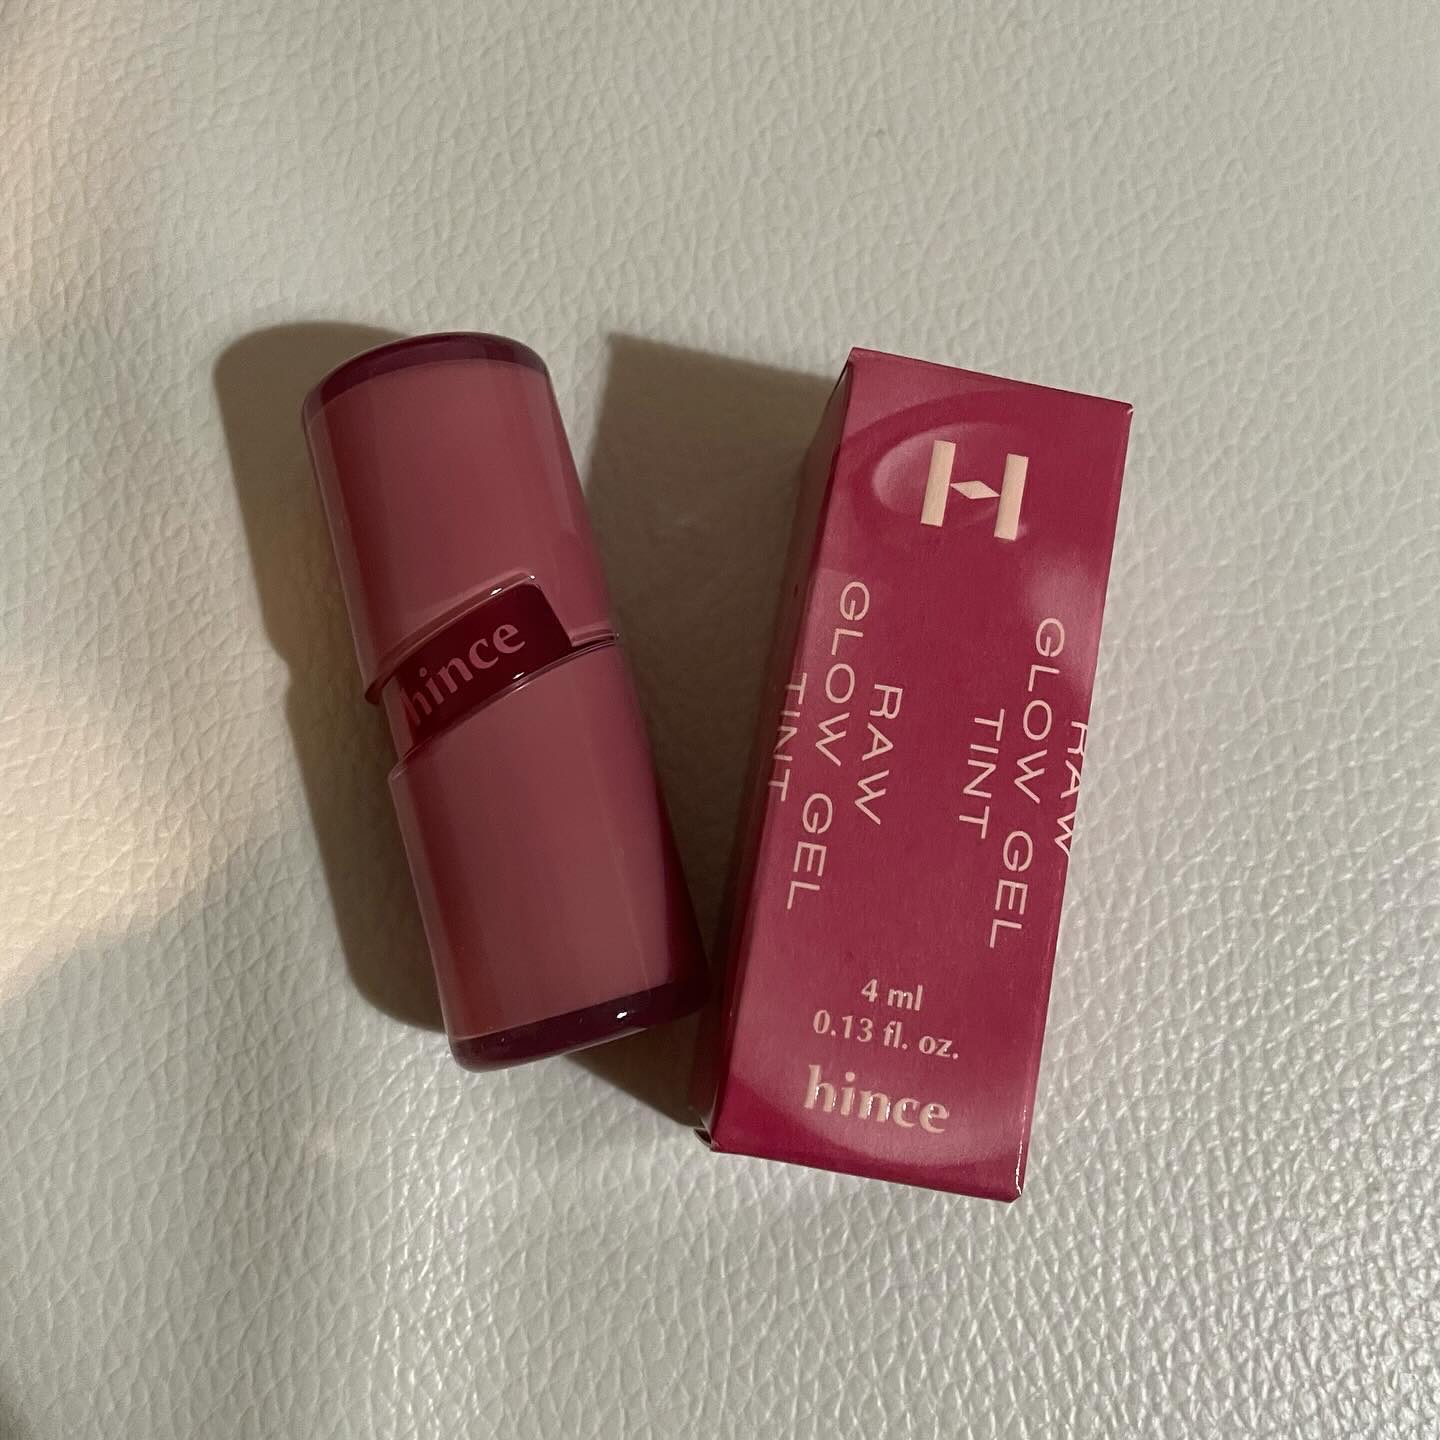 hince
H
RAW
GLOW GEL
TINT
RAW
GLOW GEL
TINT
4 ml
0.13 fl. oz.
hince